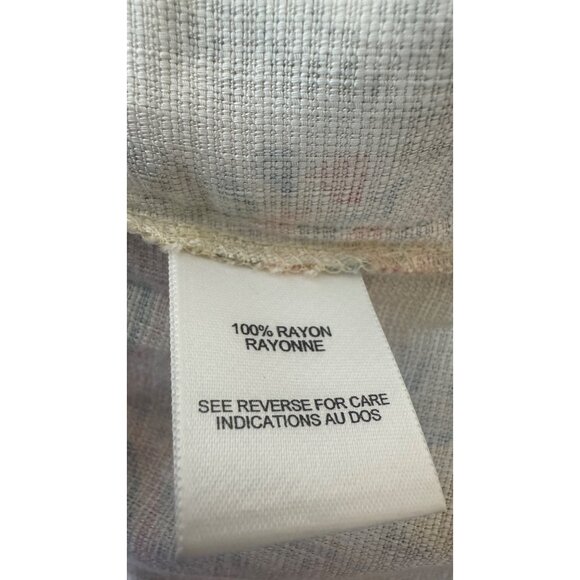 100% RAYON
RAYONNE
SEE REVERSE FOR CARE
INDICATIONS AU DOS